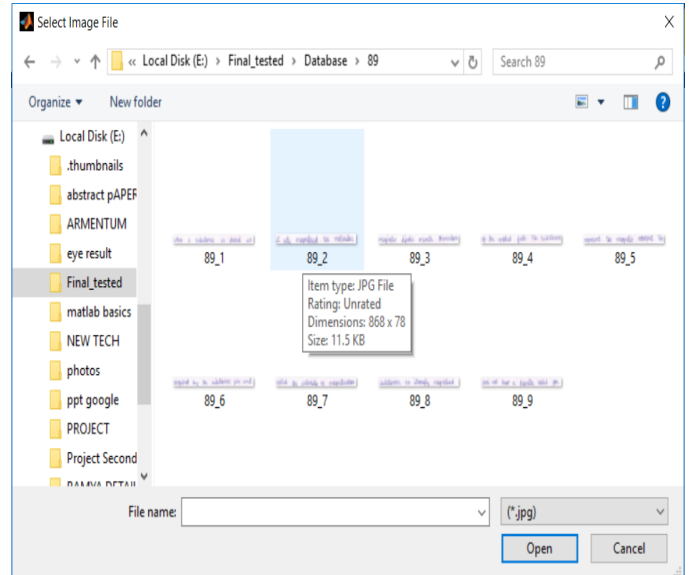 Select Image File
« Local Disk (E:) › Final_tested › Database › 89
Search 89
Organize
New folder
Local Disk (E:)
.thumbnails
abstract pAPER
ARMENTUM
eye result
Final_tested
matlab basics
NEW TECH
photos
ppt google
PROJECT
Project Second
89_1
89_2
89_3
89_4
89_5
Item type: JPG File
Rating: Unrated
Dimensions: 868 x 78
Size: 11.5 KB
89_6
89_7
89_8
89_9
File name:
(*.jpg)
Open
Cancel